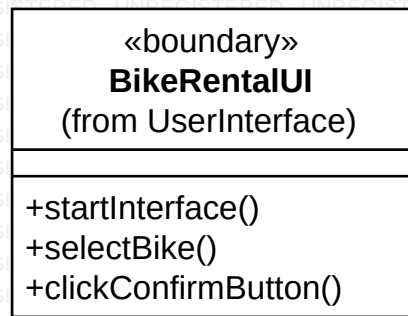 «boundary»
BikeRentalUI
(from UserInterface)
+startInterface()
+selectBike()
+clickConfirmButton()